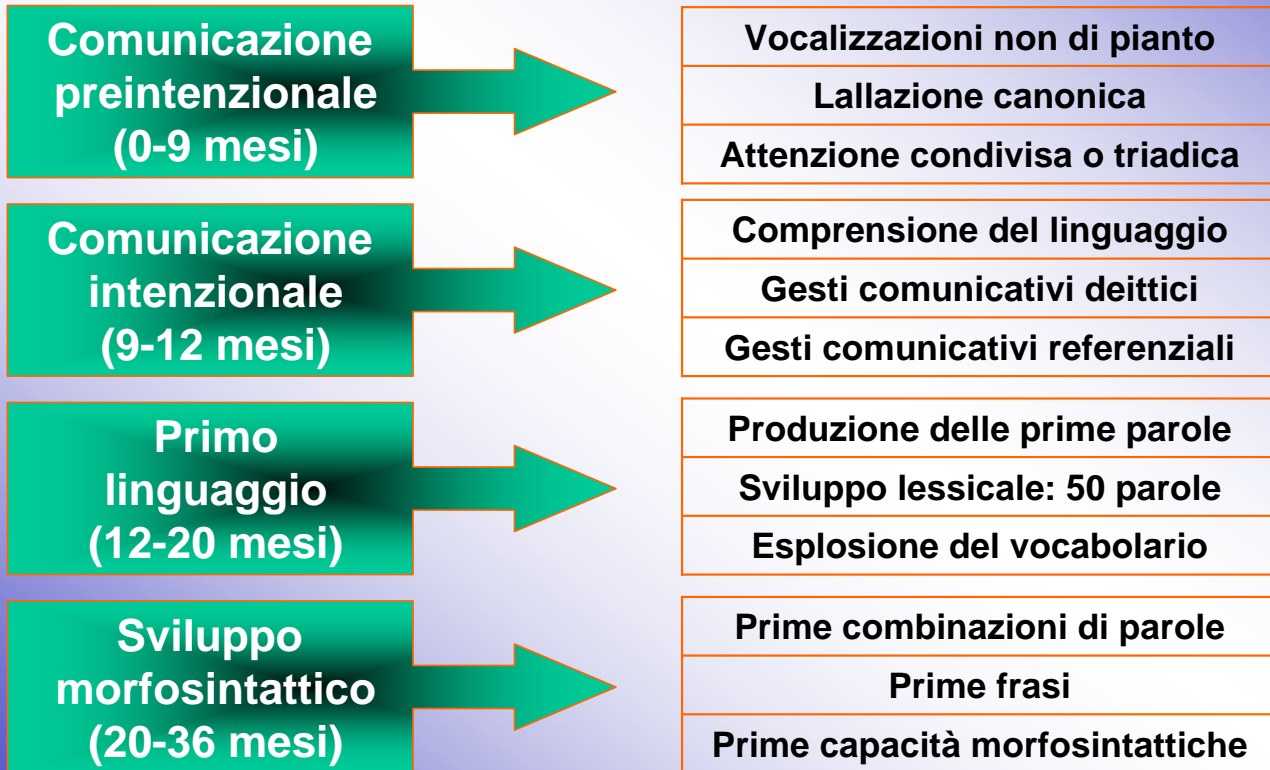 Comunicazione
preintenzionale
(0-9 mesi)
Vocalizzazioni non di pianto
Lallazione canonica
Attenzione condivisa o triadica
Comunicazione
intenzionale
(9-12 mesi)
Comprensione del linguaggio
Gesti comunicativi deittici
Gesti comunicativi referenziali
Primo
linguaggio
(12-20 mesi)
Produzione delle prime parole
Sviluppo lessicale: 50 parole
Esplosione del vocabolario
Sviluppo
morfosintattico
(20-36 mesi)
Prime combinazioni di parole
Prime frasi
Prime capacità morfosintattiche